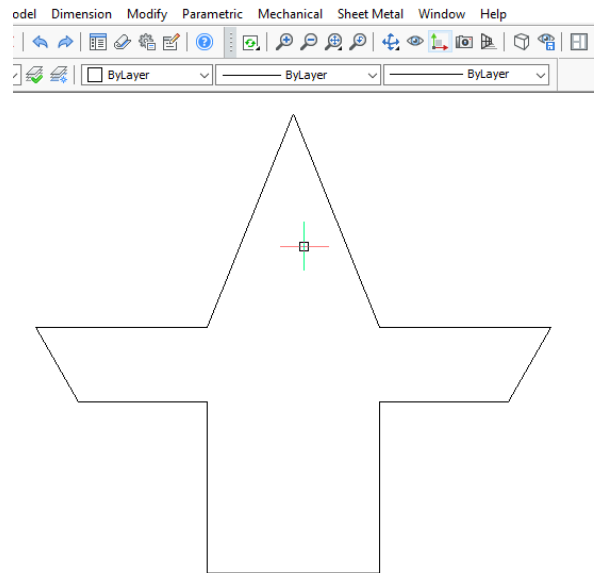 odel Dimension Modify Parametric Mechanical Sheet Metal Window Help
ByLayer ByLayer ByLayer